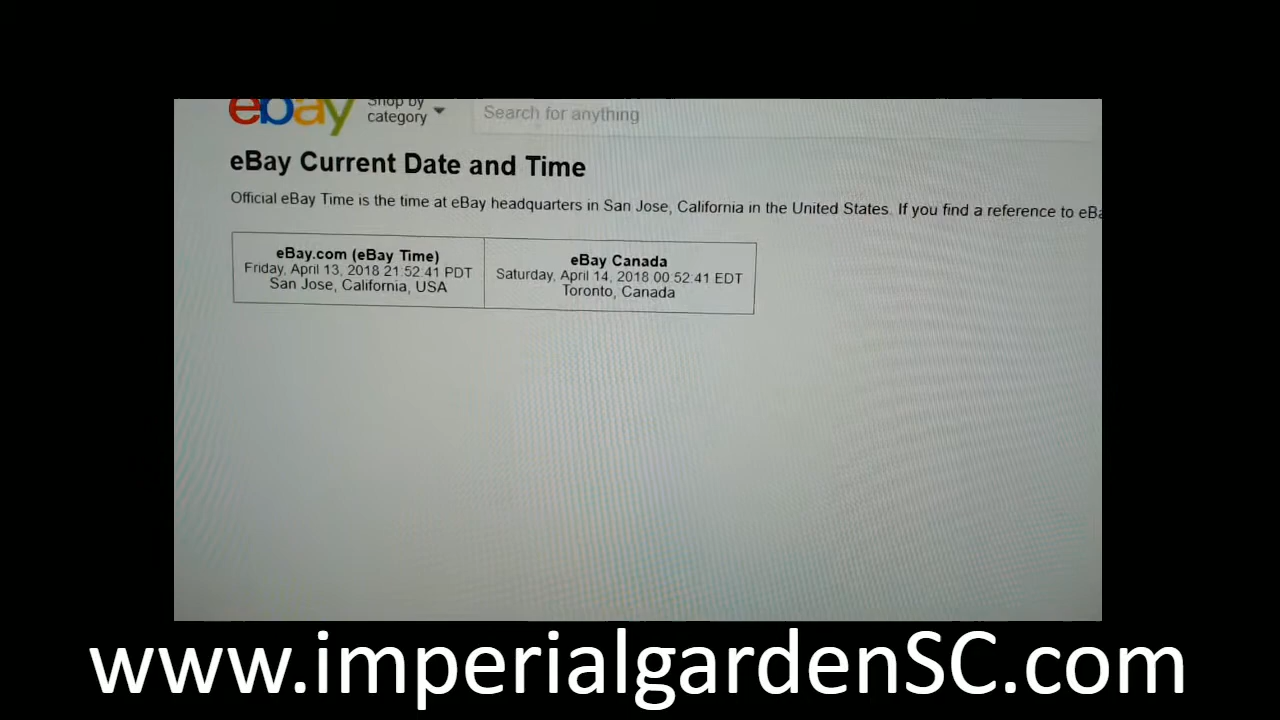 ebay
Shop by
category
Search for anything
eBay Current Date and Time
Official eBay Time is the time at eBay headquarters in San Jose, California in the United States. If you find a reference to
eBay.com (eBay Time)
Friday, April 13, 2018 21:52:41 PDT
San Jose, California, USA
eBay Canada
Saturday, April 14, 2018 00:52:41 EDT
Toronto, Canada
www.imperialgardenSC.com